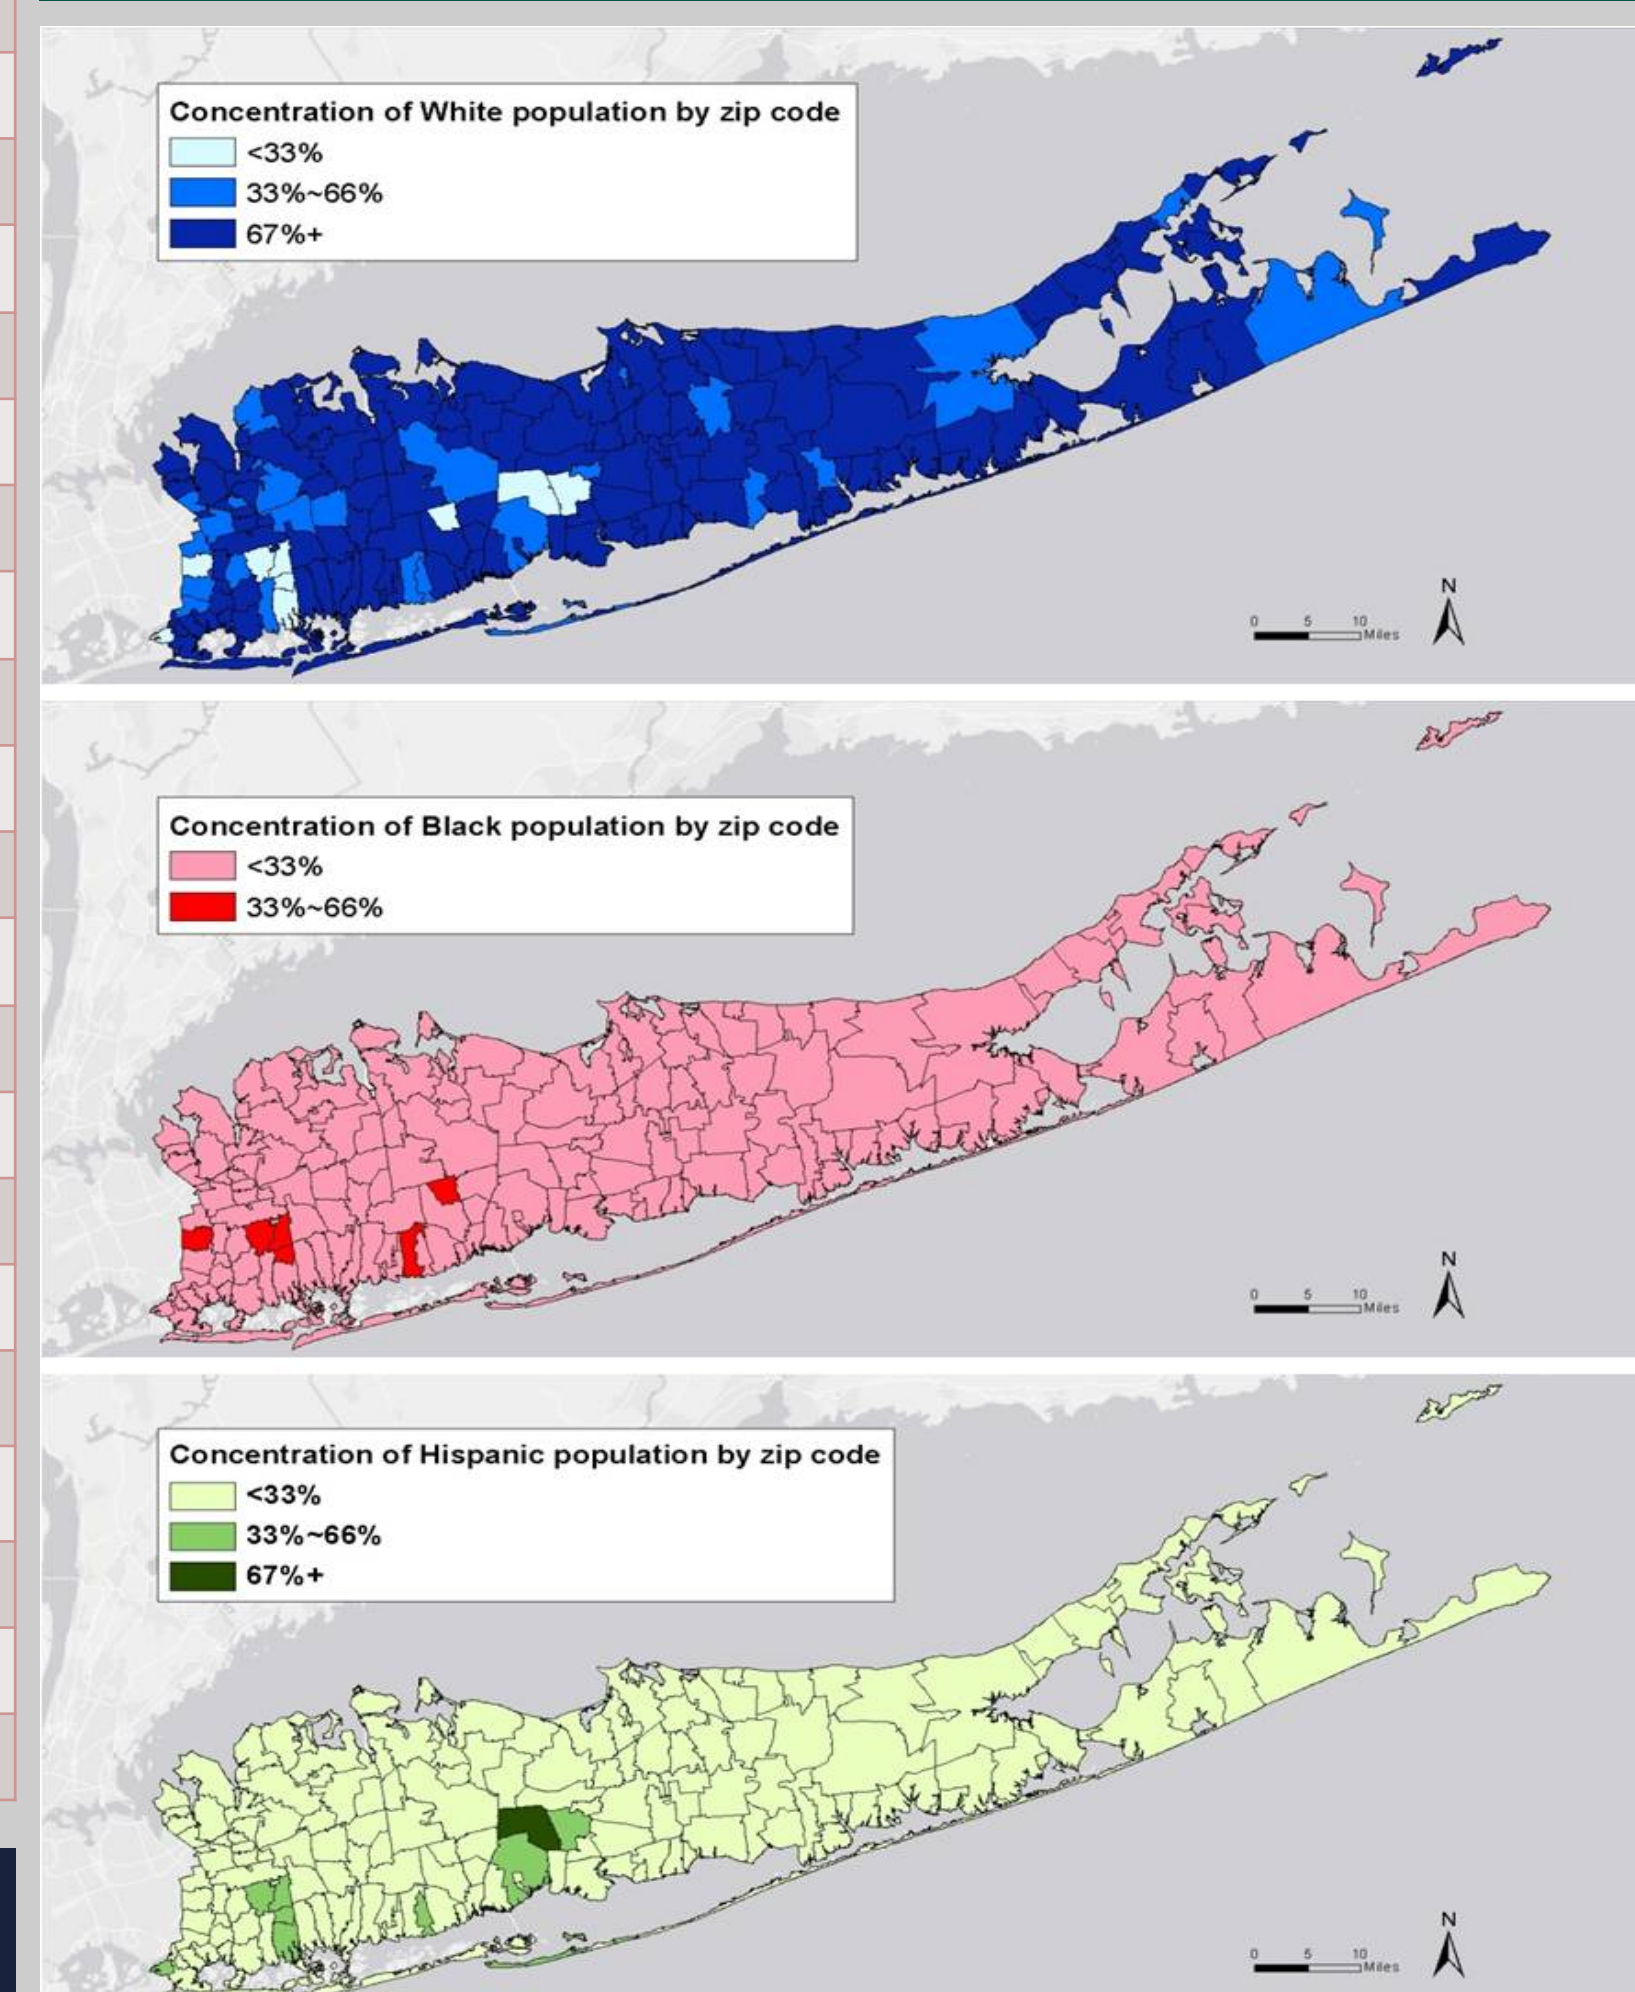 Concentration of White population by zip code
<33%
33%~66%
67%+
N
0 5 10
Miles
Concentration of Black population by zip code
<33%
33%~66%
N
0 5 10
Miles
Concentration of Hispanic population by zip code
<33%
33%~66%
67%+
N
0 5 10
Miles